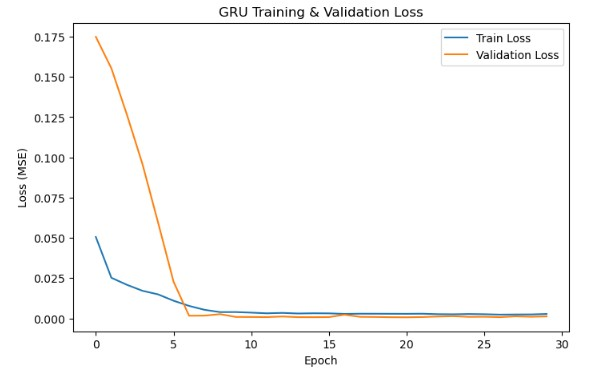 GRU Training & Validation Loss
Train Loss
Validation Loss
Loss (MSE)
0.175
0.150
0.125
0.100
0.075
0.050
0.025
0.000
0 5 10 15 20 25 30
Epoch